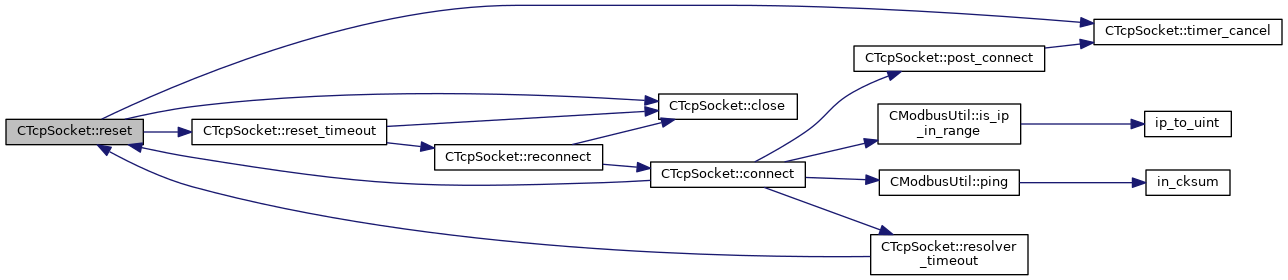 CTcpSocket::reset
CTcpSocket::reset_timeout
CTcpSocket::close
CTcpSocket::reconnect
CTcpSocket::connect
CTcpSocket::post_connect
CTcpSocket::timer_cancel
CModbusUtil::is_ip
_in_range
ip_to_uint
CModbusUtil::ping
in_cksum
CTcpSocket::resolver
_timeout